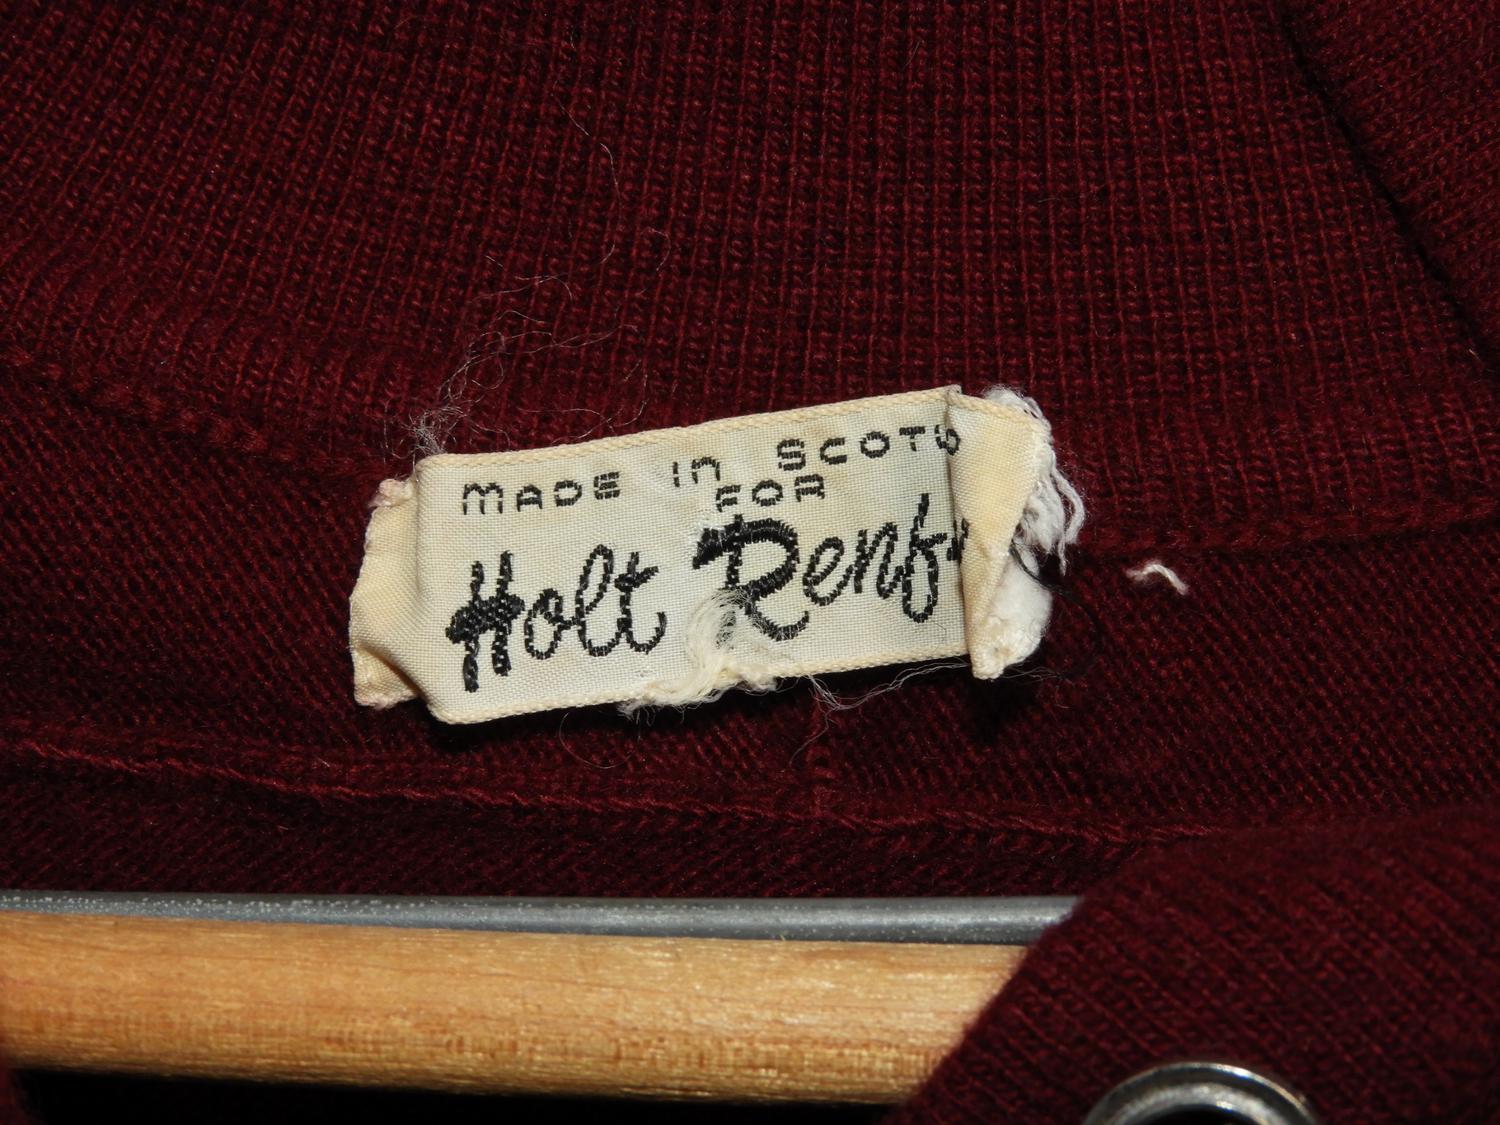 MADE IN SCOT
FOR
Holt Renf